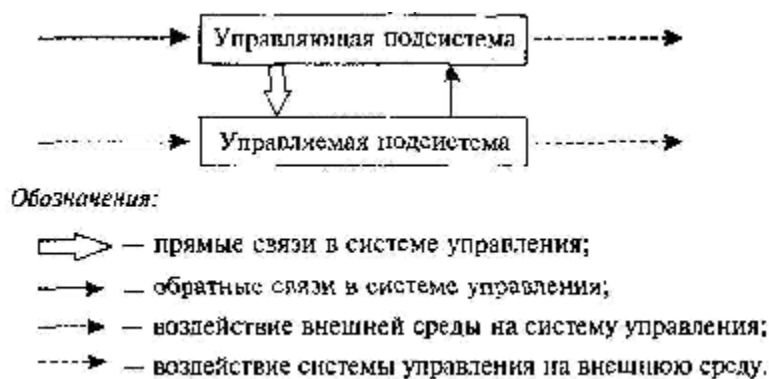 Управляющая подсистема
Управляемая подсистема
Обозначения:
— прямые связи в системе управления;
— обратные связи в системе управления;
— воздействие внешней среды на систему управления;
— воздействие системы управления на внешнюю среду.